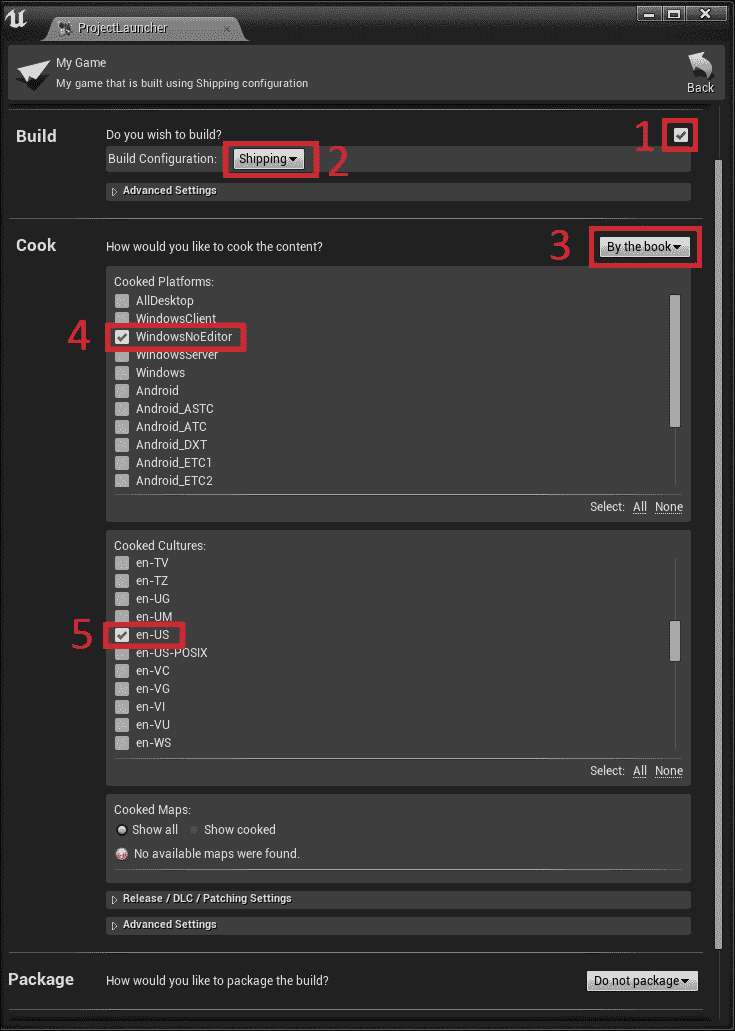 ProjectLauncher
My Game
My game that is built using Shipping configuration
Back
Build
Do you wish to build?
1
Build Configuration: Shipping
2
Advanced Settings
Cook
How would you like to cook the content?
3
By the book
Cooked Platforms:
AllDesktop
WindowsClient
4
WindowsNoEditor
WindowsServer
Windows
Android
Android_ASTC
Android_ATC
Android_DXT
Android_ETC1
Android_ETC2
Select: All None
Cooked Cultures:
en-TV
en-TZ
en-UG
en-UM
5
en-US
en-US-POSIX
en-VC
en-VG
en-VI
en-VU
en-WS
Select: All None
Cooked Maps:
Show all Show cooked
No available maps were found.
Release / DLC / Patching Settings
Advanced Settings
Package
How would you like to package the build?
Do not package